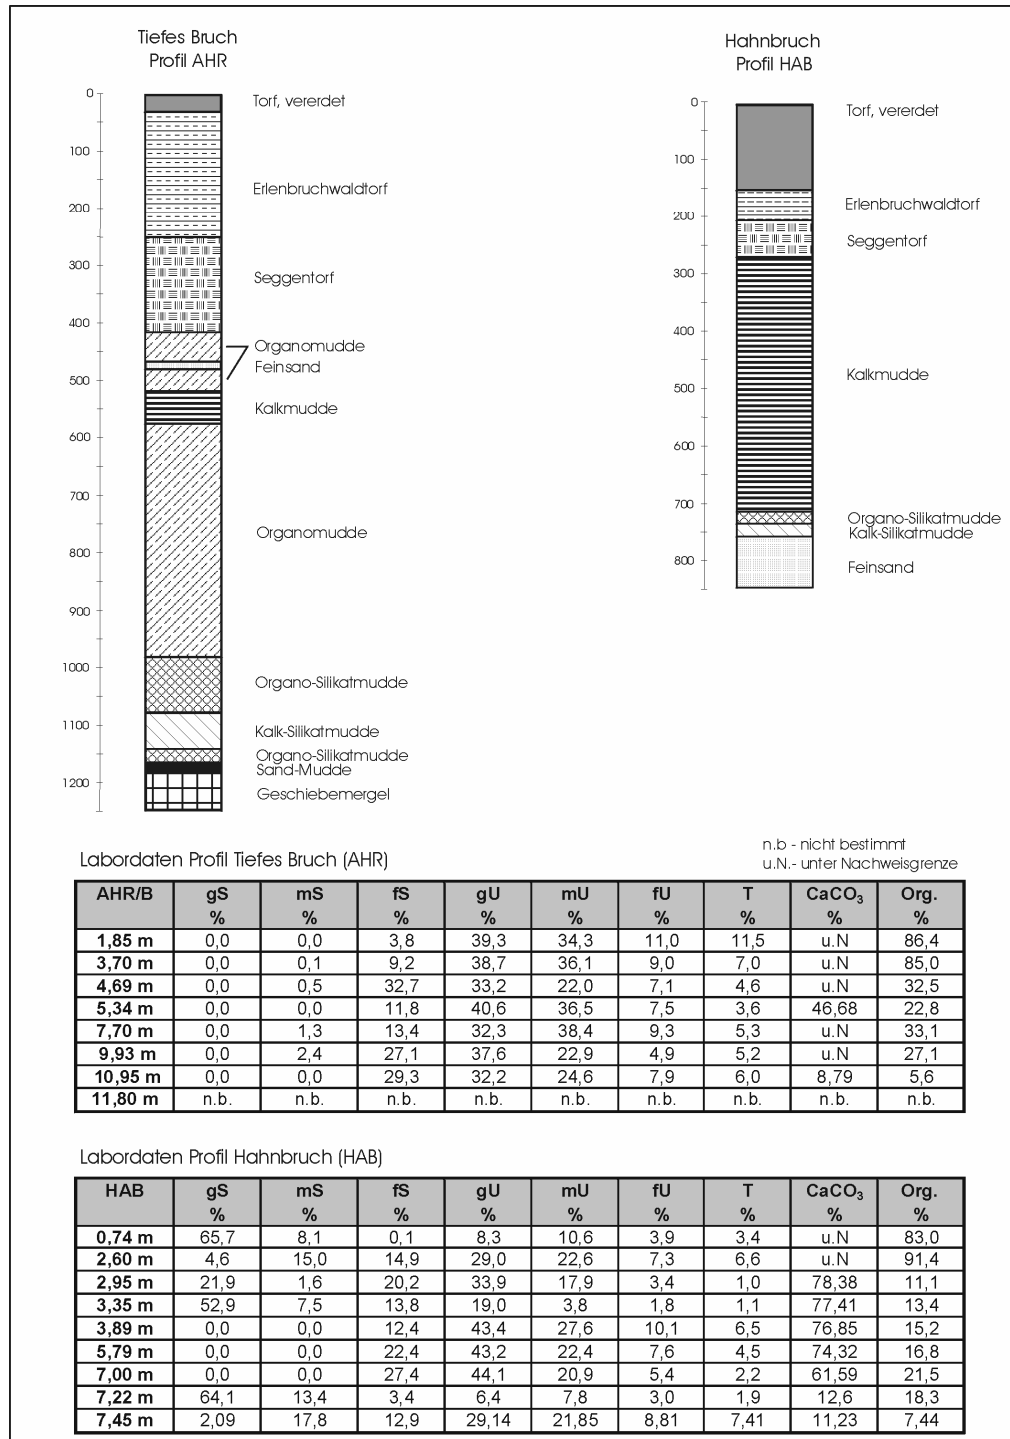 Tiefes Bruch
Profil AHR
0
100
200
300
400
500
600
700
800
900
1000
1100
1200
Torf, vererdet
Erlenbruchwaldtorf
Seggentorf
Organomudde
Feinsand
Kalkmudde
Organomudde
Organo-Silikatmudde
Kalk-Silikatmudde
Organo-Silikatmudde
Sand-Mudde
Geschiebemergel
Hahnbruch
Profil HAB
0
100
200
300
400
500
600
700
800
Torf, vererdet
Erlenbruchwaldtorf
Seggentorf
Kalkmudde
Organo-Silikatmudde
Kalk-Silikatmudde
Feinsand
n.b - nicht bestimmt
u.N.- unter Nachweisgrenze
Labordaten Profil Tiefes Bruch (AHR)
AHR/B gS mS fS gU mU fU T CaCO₃ Org.
% % % % % % % % %
1,85 m 0,0 0,0 3,8 39,3 34,3 11,0 11,5 u.N 86,4
3,70 m 0,0 0,1 9,2 38,7 36,1 9,0 7,0 u.N 85,0
4,69 m 0,0 0,5 32,7 33,2 22,0 7,1 4,6 u.N 32,5
5,34 m 0,0 0,0 11,8 40,6 36,5 7,5 3,6 46,68 22,8
7,70 m 0,0 1,3 13,4 32,3 38,4 9,3 5,3 u.N 33,1
9,93 m 0,0 2,4 27,1 37,6 22,9 4,9 5,2 u.N 27,1
10,95 m 0,0 0,0 29,3 32,2 24,6 7,9 6,0 8,79 5,6
11,80 m n.b. n.b. n.b. n.b. n.b. n.b. n.b. n.b. n.b.
Labordaten Profil Hahnbruch (HAB)
HAB gS mS fS gU mU fU T CaCO₃ Org.
% % % % % % % % %
0,74 m 65,7 8,1 0,1 8,3 10,6 3,9 3,4 u.N 83,0
2,60 m 4,6 15,0 14,9 29,0 22,6 7,3 6,6 u.N 91,4
2,95 m 21,9 1,6 20,2 33,9 17,9 3,4 1,0 78,38 11,1
3,35 m 52,9 7,5 13,8 19,0 3,8 1,8 1,1 77,41 13,4
3,89 m 0,0 0,0 12,4 43,4 27,6 10,1 6,5 76,85 15,2
5,79 m 0,0 0,0 22,4 43,2 22,4 7,6 4,5 74,32 16,8
7,00 m 0,0 0,0 27,4 44,1 20,9 5,4 2,2 61,59 21,5
7,22 m 64,1 13,4 3,4 6,4 7,8 3,0 1,9 12,6 18,3
7,45 m 2,09 17,8 12,9 29,14 21,85 8,81 7,41 11,23 7,44